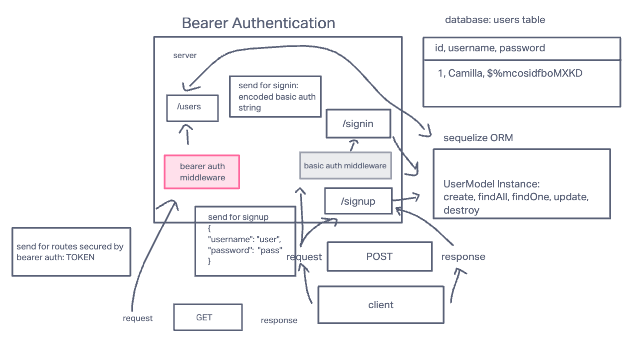 Bearer Authentication
database: users table
server
id, username, password
1, Camilla, $%mcosidfboMXKD
send for signin:
encoded basic auth
string
/users
/signin
sequelize ORM
bearer auth
middleware
basic auth middleware
UserModel Instance:
create, findAll, findOne, update,
destroy
/signup
send for signup
{
"username": "user",
"password": "pass"
}
send for routes secured by
bearer auth: TOKEN
request
POST
response
client
request
GET
response